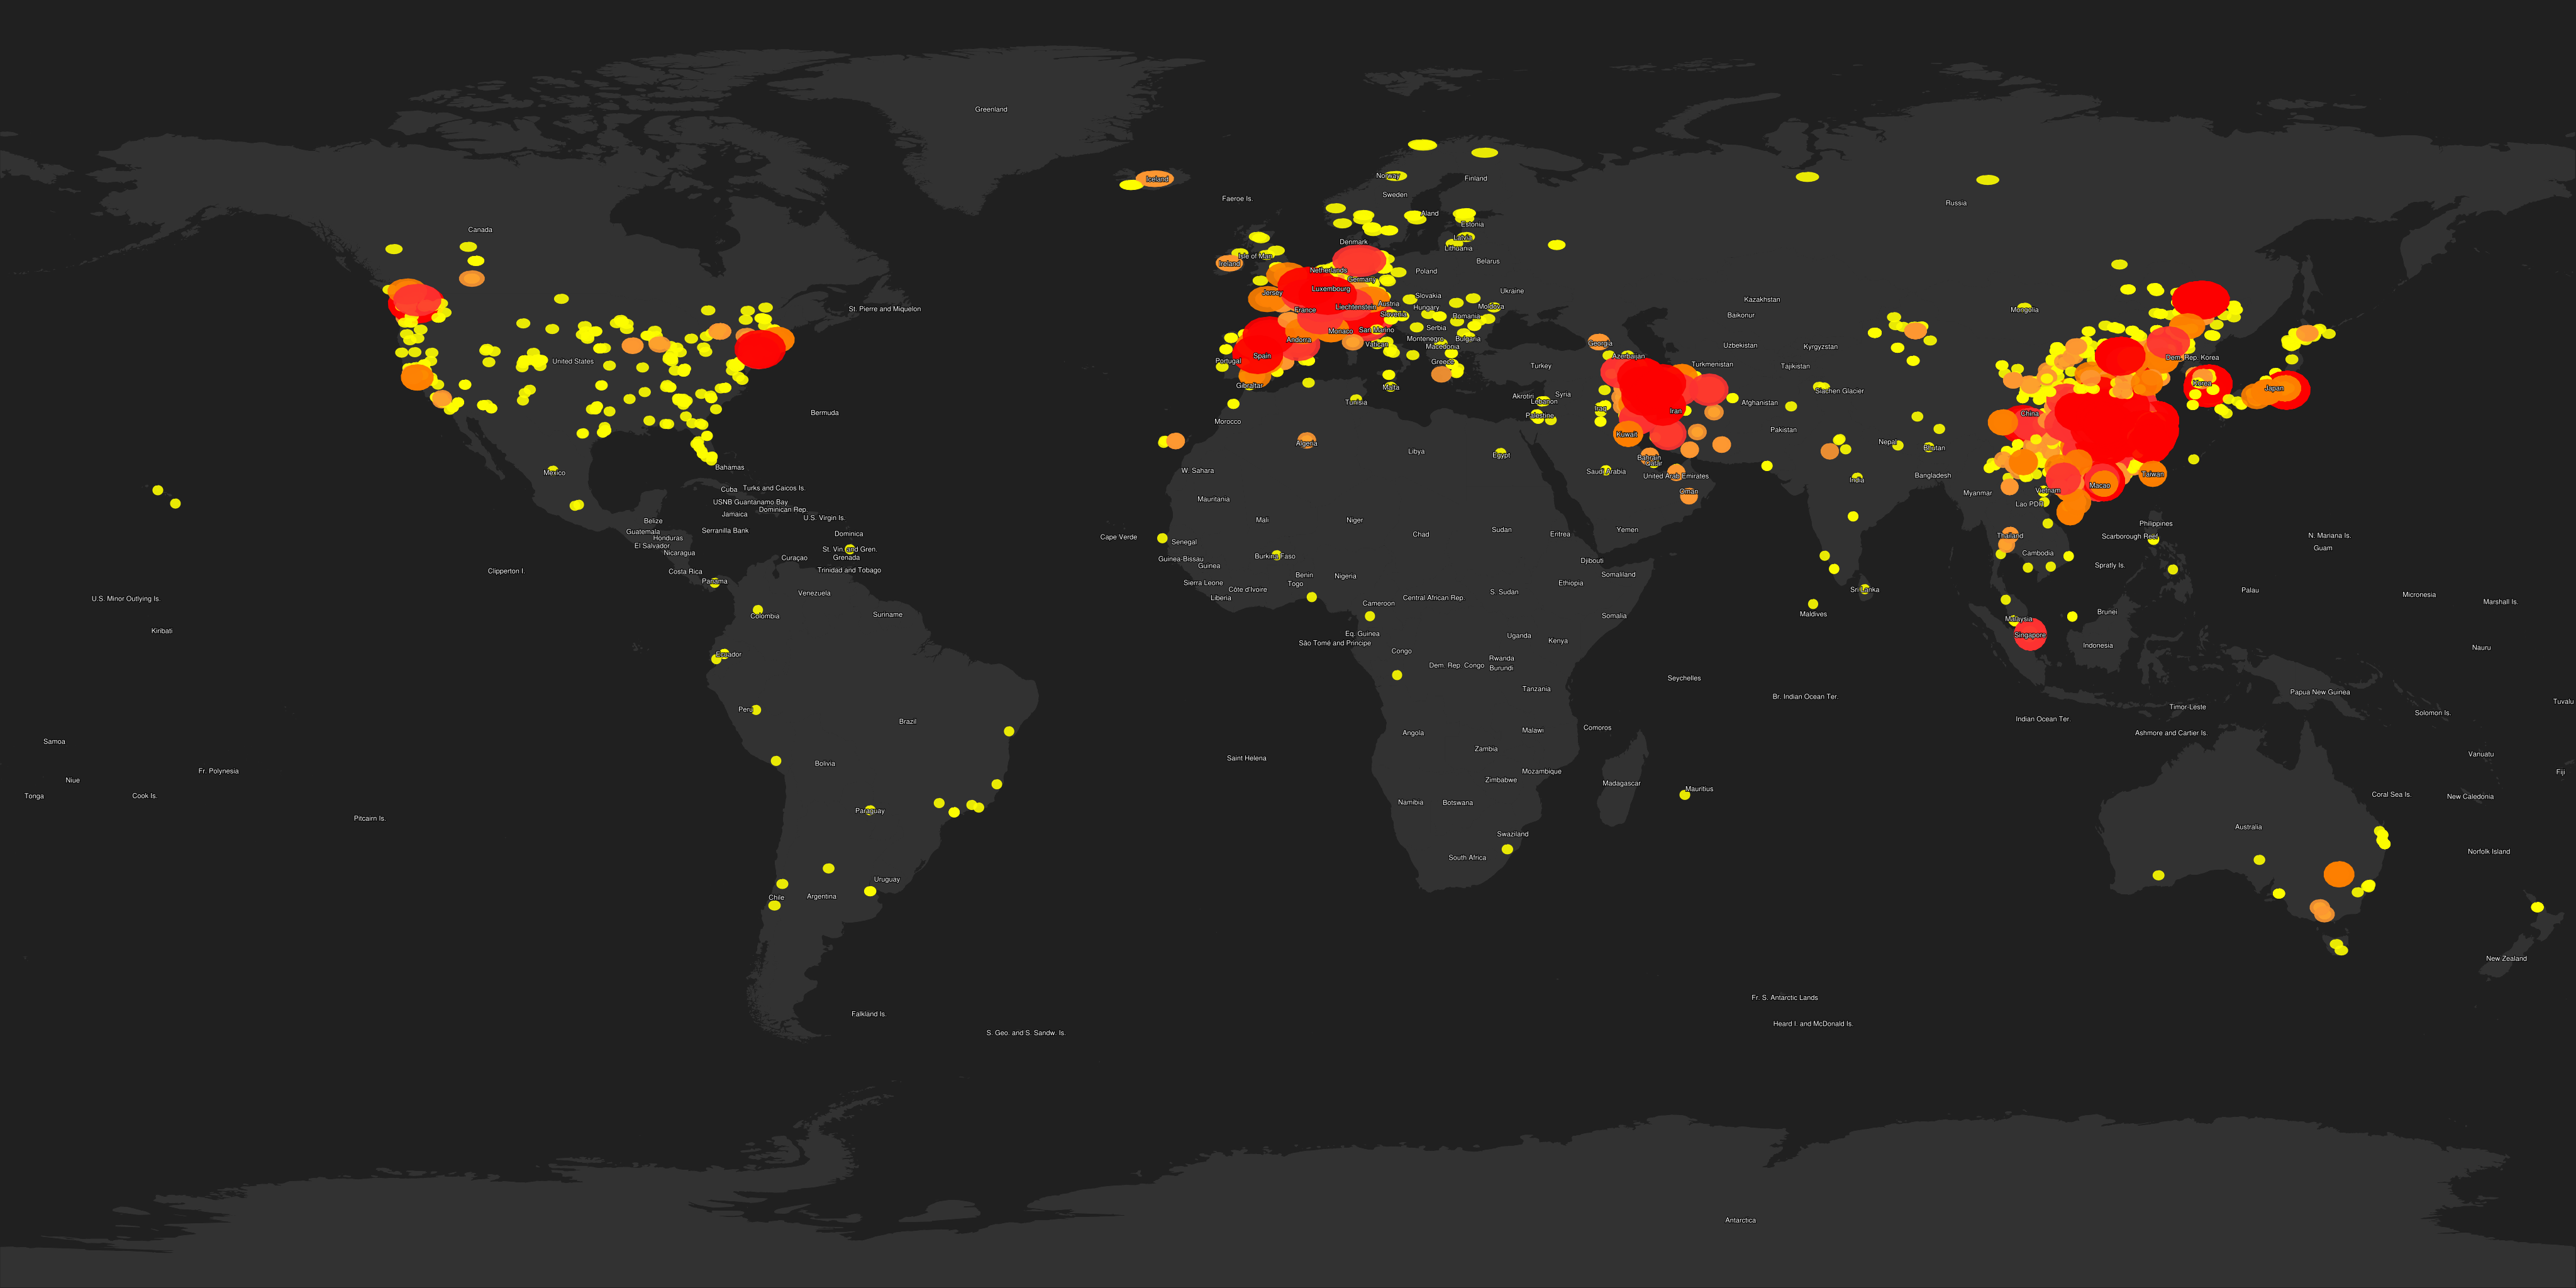 Greenland
Iceland
Norway
Finland
Sweden
Faeroe Is.
Russia
Canada
Aland
Estonia
Latvia
Lithuania
Denmark
Isle of Man
Ireland
Belarus
Netherlands
Poland
Germany
Luxembourg
Jersey
Ukraine
Slovakia
Kazakhstan
St. Pierre and Miquelon
France
Liechtenstein
Austria
Hungary
Moldova
Mongolia
Slovenia
Romania
Baikonur
Monaco
San Marino
Serbia
Andorra
Montenegro
Bulgaria
Vatican
Macedonia
Georgia
Uzbekistan
Kyrgyzstan
Spain
Azerbaijan
Dem. Rep. Korea
United States
Portugal
Greece
Turkey
Turkmenistan
Tajikistan
Gibraltar
Malta
Korea
Japan
Siachen Glacier
Akrotiri
Syria
Lebanon
Tunisia
Afghanistan
Iraq
Iran
Bermuda
Palestine
China
Morocco
Pakistan
Kuwait
Algeria
Nepal
Bhutan
Libya
Egypt
Bahrain
Qatar
Bahamas
Mexico
W. Sahara
Saudi Arabia
United Arab Emirates
Bangladesh
Taiwan
India
Cuba
Turks and Caicos Is.
Macao
Oman
Vietnam
Myanmar
Mauritania
USNB Guantanamo Bay
Lao PDR
Dominican Rep.
Jamaica
U.S. Virgin Is.
Belize
Mali
Niger
Philippines
Guatemala
Serranilla Bank
Sudan
Yemen
Honduras
Dominica
Chad
Eritrea
Thailand
Scarborough Reef
N. Mariana Is.
Cape Verde
Senegal
El Salvador
Guam
Nicaragua
St. Vin. and Gren.
Cambodia
Curaçao
Grenada
Guinea-Bissau
Burkina Faso
Djibouti
Clipperton I.
Costa Rica
Trinidad and Tobago
Guinea
Spratly Is.
Panama
Benin
Nigeria
Somaliland
Sierra Leone
Togo
Ethiopia
Venezuela
Côte d'Ivoire
S. Sudan
Sri Lanka
Palau
Micronesia
U.S. Minor Outlying Is.
Liberia
Cameroon
Central African Rep.
Marshall Is.
Colombia
Suriname
Somalia
Maldives
Brunei
Malaysia
Kiribati
Eq. Guinea
Uganda
Singapore
São Tomé and Principe
Kenya
Indonesia
Congo
Nauru
Ecuador
Rwanda
Dem. Rep. Congo
Burundi
Seychelles
Tanzania
Br. Indian Ocean Ter.
Papua New Guinea
Tuvalu
Peru
Timor-Leste
Solomon Is.
Brazil
Indian Ocean Ter.
Comoros
Angola
Malawi
Ashmore and Cartier Is.
Samoa
Zambia
Vanuatu
Saint Helena
Bolivia
Fr. Polynesia
Mozambique
Fiji
Niue
Zimbabwe
Madagascar
Mauritius
Tonga
Cook Is.
Coral Sea Is.
New Caledonia
Namibia
Botswana
Paraguay
Pitcairn Is.
Australia
Swaziland
Norfolk Island
South Africa
Uruguay
Chile
Argentina
New Zealand
Fr. S. Antarctic Lands
Falkland Is.
Heard I. and McDonald Is.
S. Geo. and S. Sandw. Is.
Antarctica